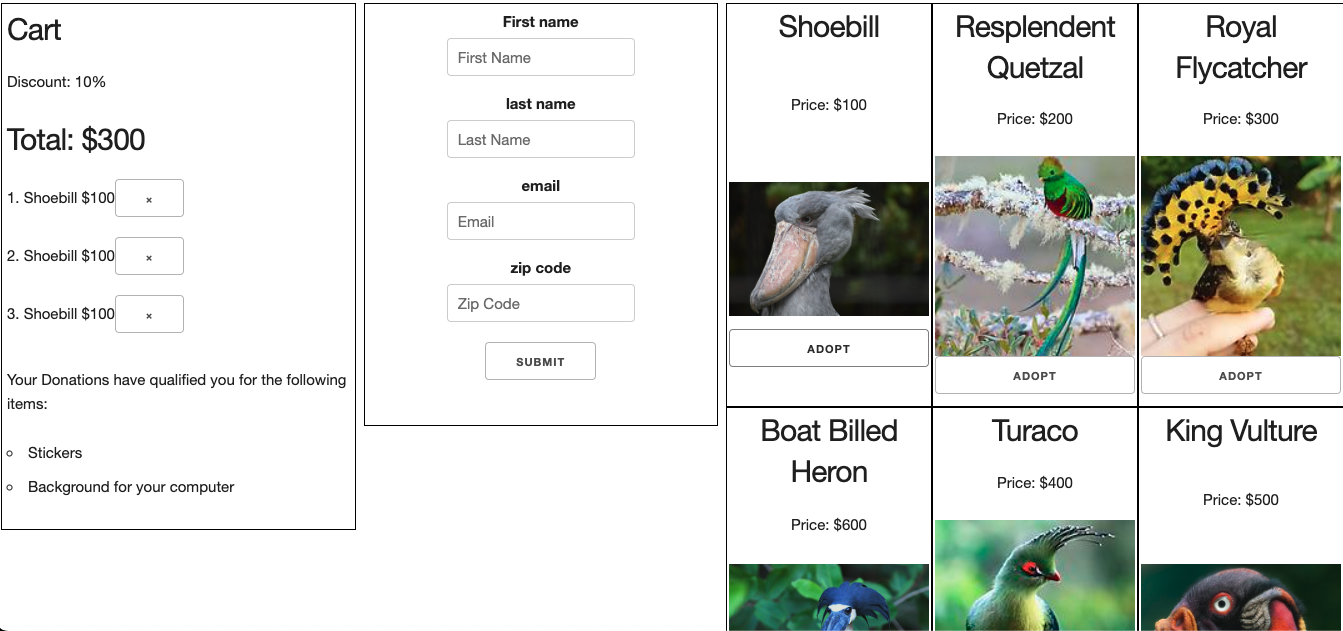 Cart
Discount: 10%
Total: $300
1. Shoebill $100 ×
2. Shoebill $100 ×
3. Shoebill $100 ×
Your Donations have qualified you for the following
items:
Stickers
Background for your computer
First name
First Name
last name
Last Name
email
Email
zip code
Zip Code
SUBMIT
Shoebill
Price: $100
ADOPT
Resplendent
Quetzal
Price: $200
ADOPT
Royal
Flycatcher
Price: $300
ADOPT
Boat Billed
Heron
Price: $600
Turaco
Price: $400
King Vulture
Price: $500